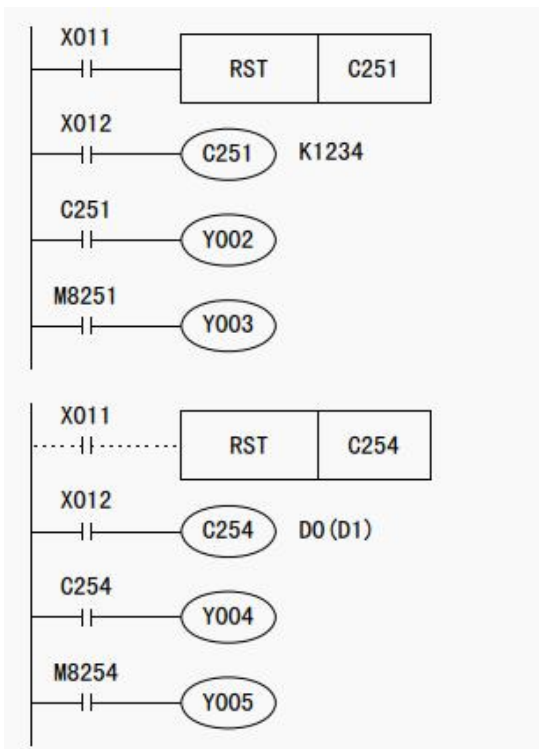 X011
RST C251
X012
C251 K1234
C251
Y002
M8251
Y003
X011
RST C254
X012
C254 D0(D1)
C254
Y004
M8254
Y005